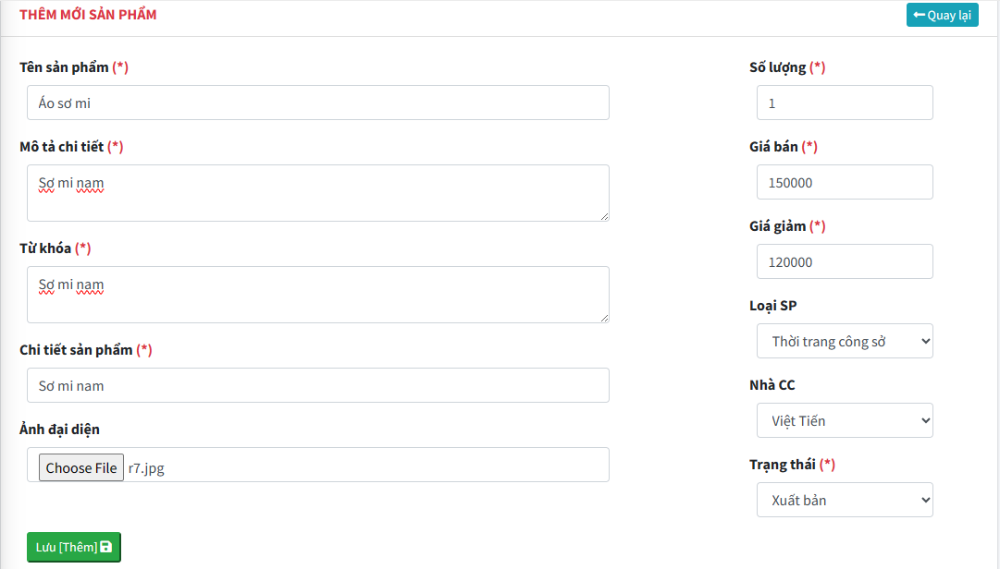 THÊM MỚI SẢN PHẨM
Quay lại
Tên sản phẩm (*)
Áo sơ mi
Mô tả chi tiết (*)
Sơ mi nam
Từ khóa (*)
Sơ mi nam
Chi tiết sản phẩm (*)
Sơ mi nam
Ảnh đại diện
Choose File r7.jpg
Lưu [Thêm]
Số lượng (*)
1
Giá bán (*)
150000
Giá giảm (*)
120000
Loại SP
Thời trang công sở
Nhà CC
Việt Tiến
Trạng thái (*)
Xuất bản